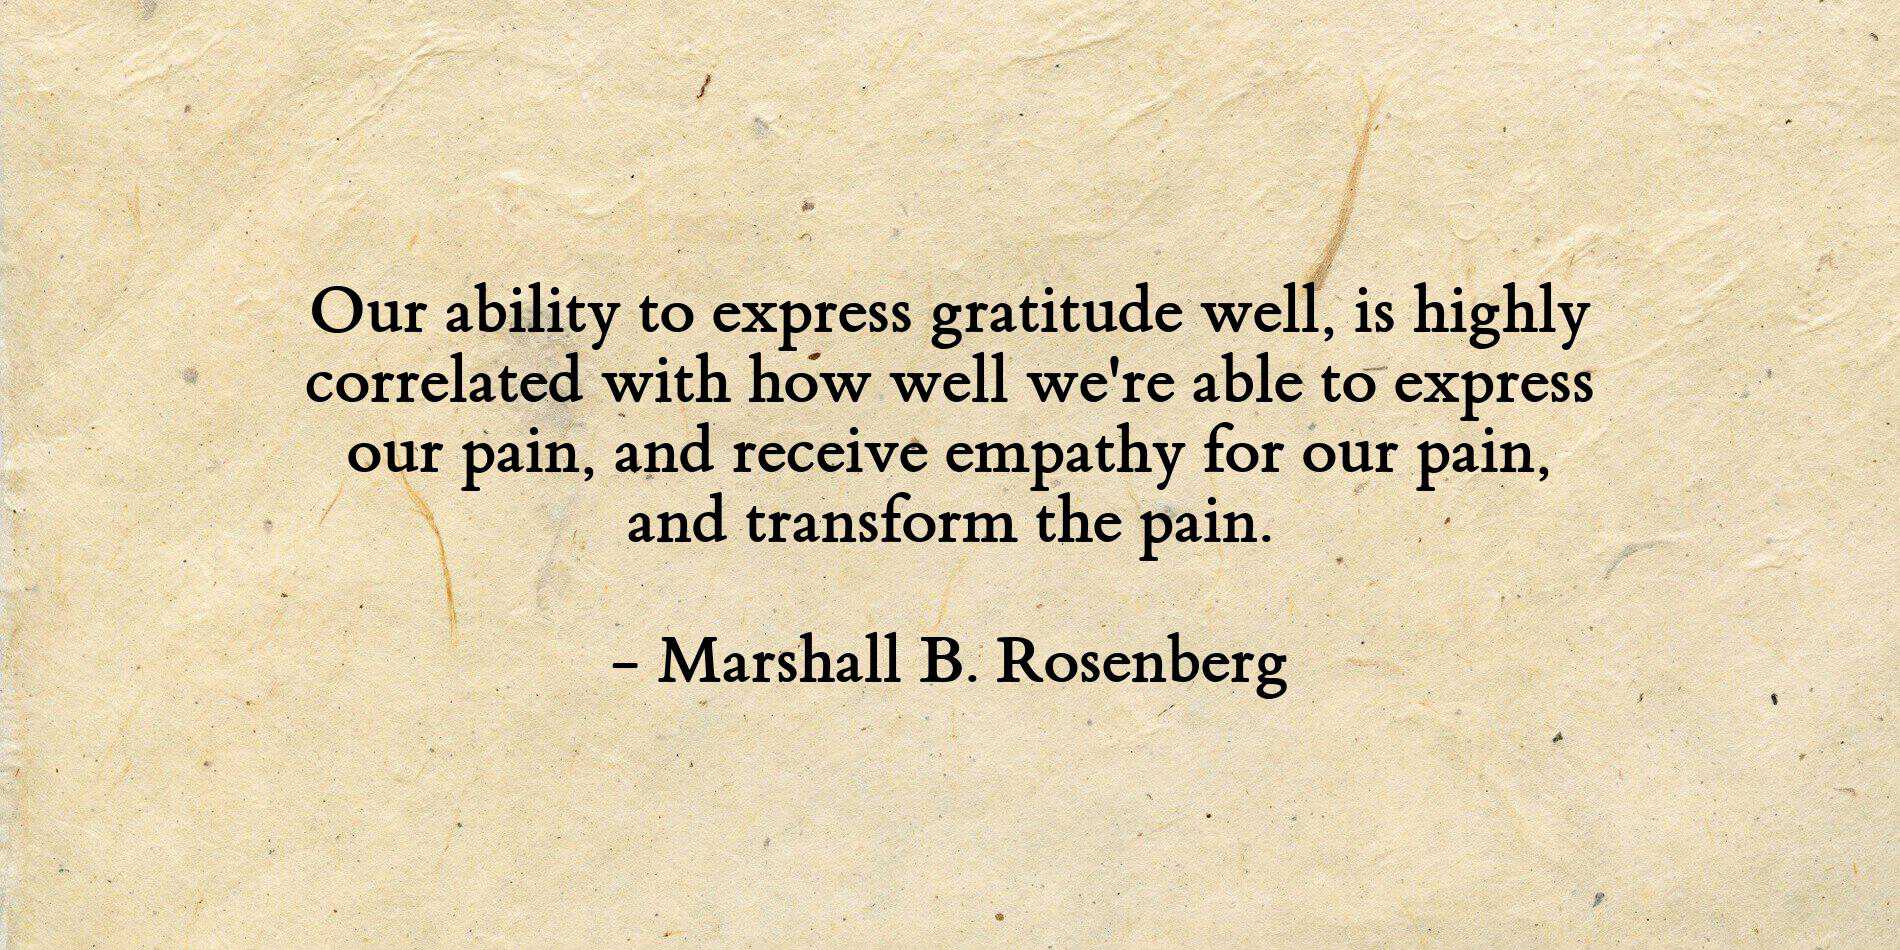 Our ability to express gratitude well, is highly
correlated with how well we're able to express
our pain, and receive empathy for our pain,
and transform the pain.
– Marshall B. Rosenberg